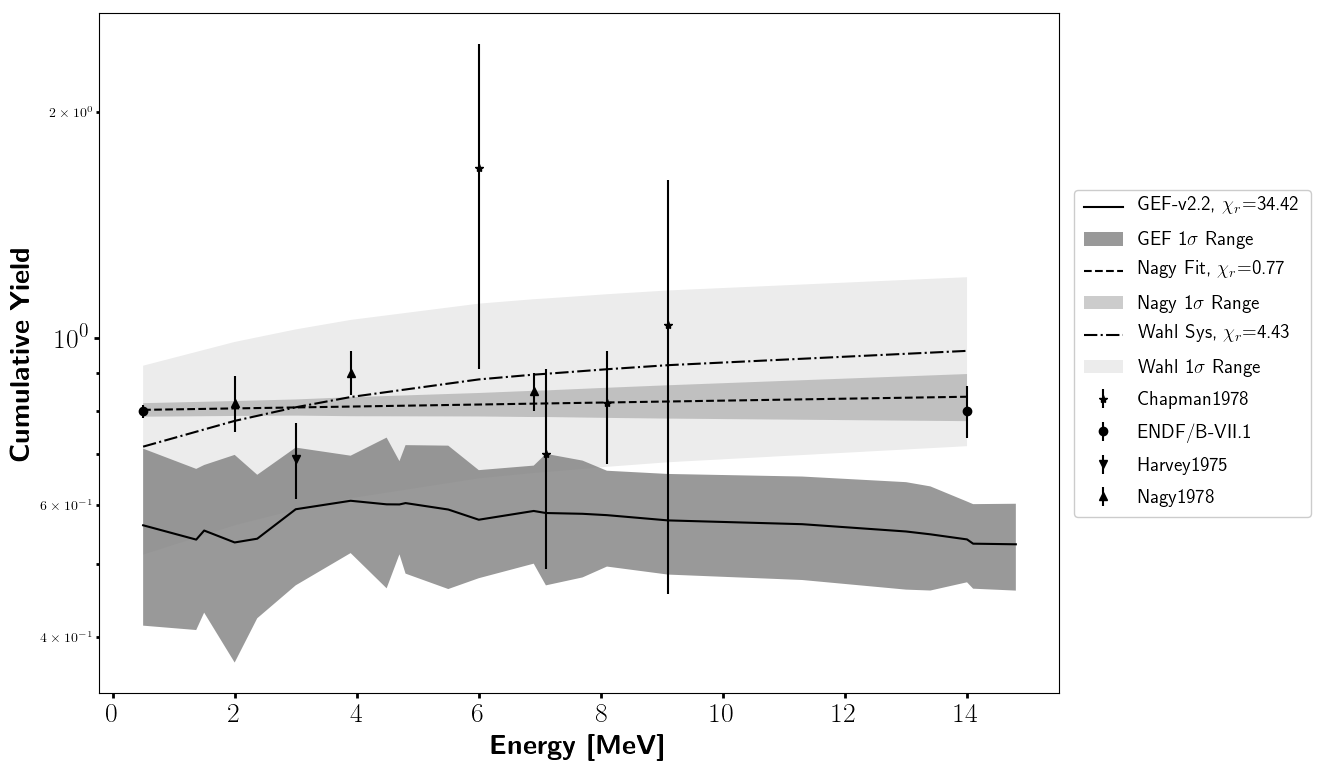 Cumulative Yield
2 × 10⁰
10⁰
6 × 10⁻¹
4 × 10⁻¹
0 2 4 6 8 10 12 14
Energy [MeV]
GEF-v2.2, χᵣ=34.42
GEF 1σ Range
Nagy Fit, χᵣ=0.77
Nagy 1σ Range
Wahl Sys, χᵣ=4.43
Wahl 1σ Range
Chapman1978
ENDF/B-VII.1
Harvey1975
Nagy1978